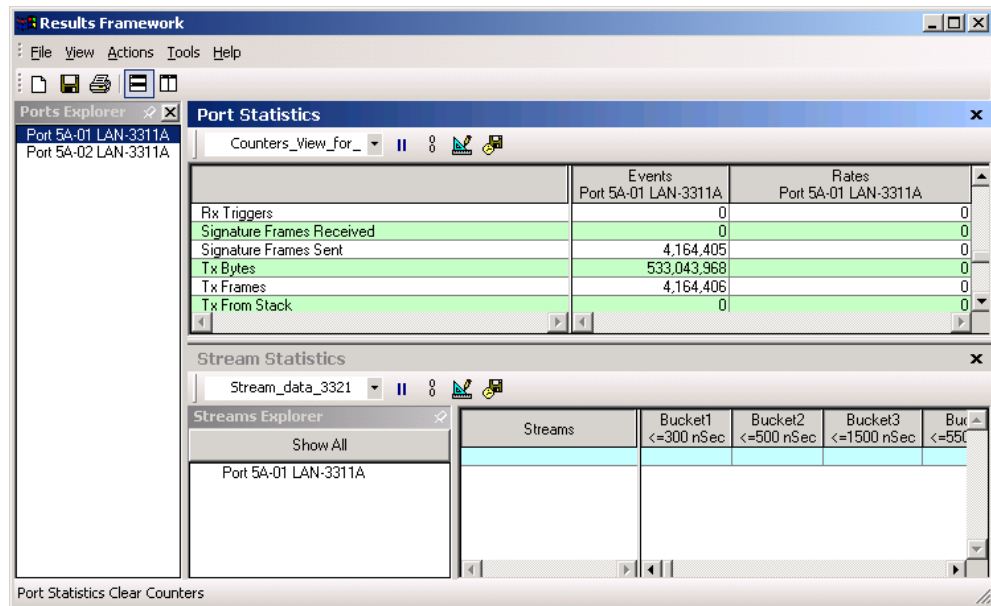 Results Framework
File View Actions Tools Help
Ports Explorer
Port 5A-01 LAN-3311A
Port 5A-02 LAN-3311A
Port Statistics
Counters_View_for_
Events Rates
Port 5A-01 LAN-3311A Port 5A-01 LAN-3311A
Rx Triggers 0 0
Signature Frames Received 0 0
Signature Frames Sent 4,164,405 0
Tx Bytes 533,043,968 0
Tx Frames 4,164,406 0
Tx From Stack 0 0
Stream Statistics
Stream_data_3321
Streams Explorer
Show All
Port 5A-01 LAN-3311A
Streams Bucket1 Bucket2 Bucket3 Buc
<=300 nSec <=500 nSec <=1500 nSec <=550
Port Statistics Clear Counters